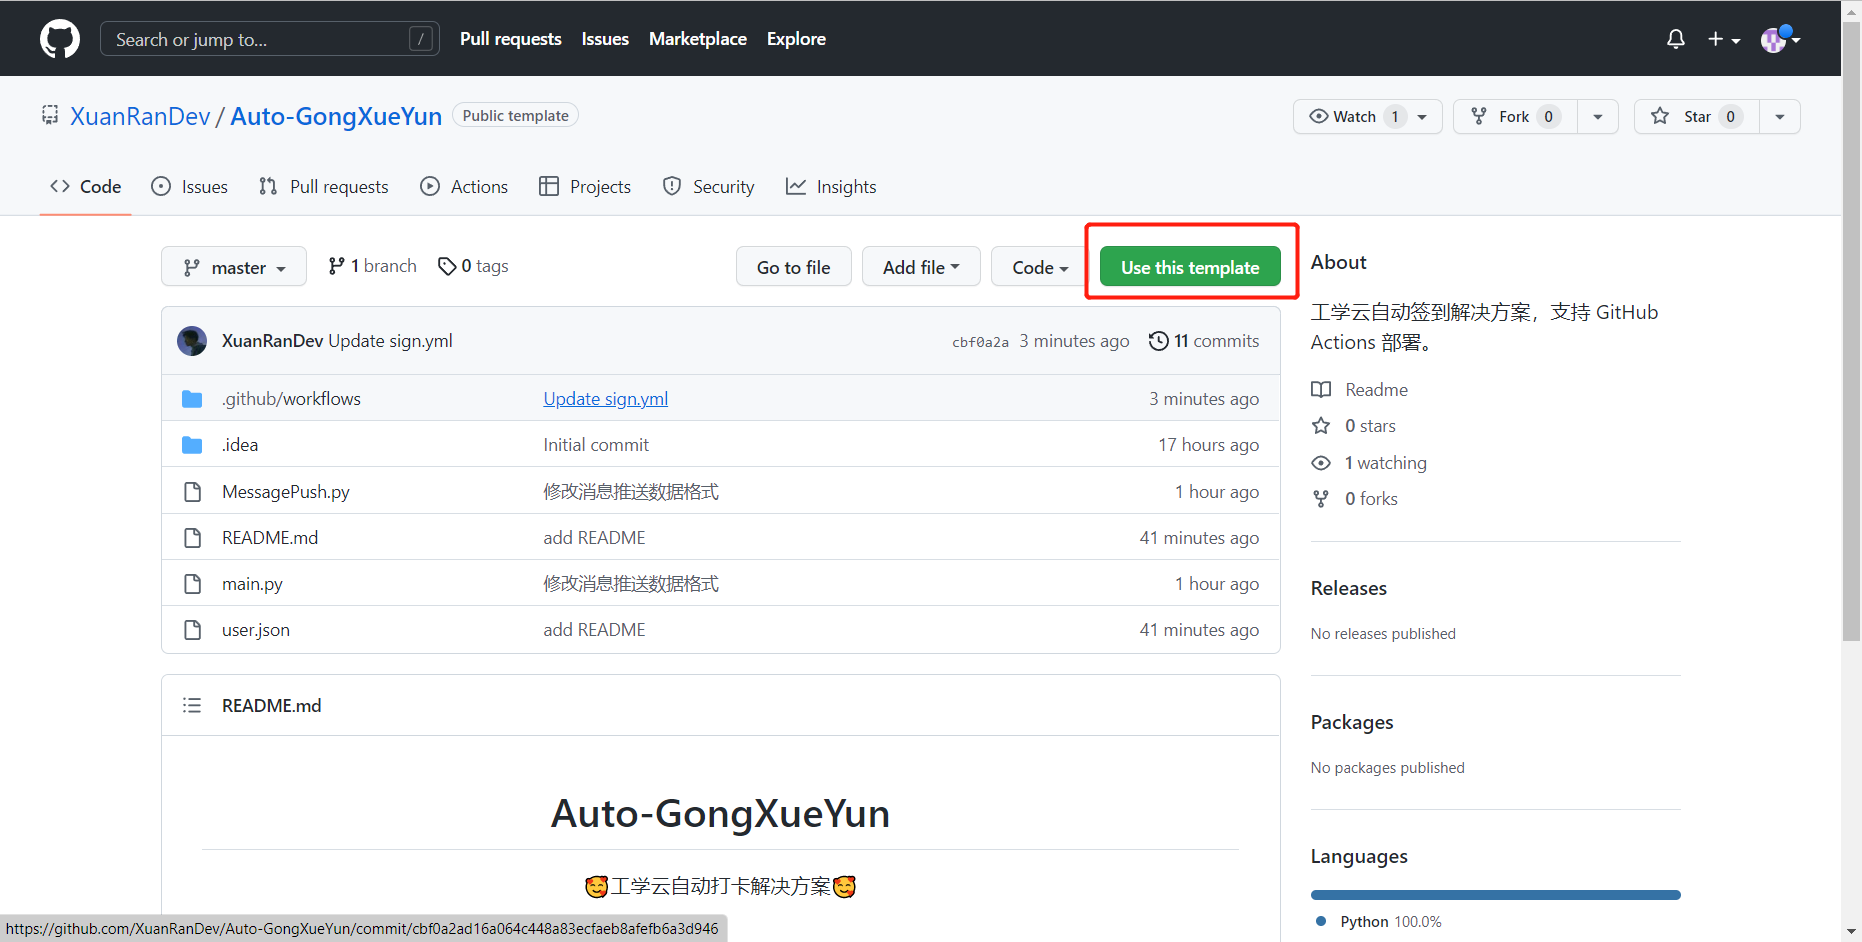 Search or jump to... / Pull requests Issues Marketplace Explore
XuanRanDev / Auto-GongXueYun Public template Watch 1 Fork 0 Star 0
Code Issues Pull requests Actions Projects Security Insights
master 1 branch 0 tags Go to file Add file Code Use this template
XuanRanDev Update sign.yml cbf0a2a 3 minutes ago 11 commits
.github/workflows Update sign.yml 3 minutes ago
.idea Initial commit 17 hours ago
MessagePush.py 修改消息推送数据格式 1 hour ago
README.md add README 41 minutes ago
main.py 修改消息推送数据格式 1 hour ago
user.json add README 41 minutes ago
README.md
Auto-GongXueYun
🥰工学云自动打卡解决方案🥰
About
工学云自动签到解决方案，支持 GitHub
Actions 部署。
Readme
0 stars
1 watching
0 forks
Releases
No releases published
Packages
No packages published
Languages
Python 100.0%
https://github.com/XuanRanDev/Auto-GongXueYun/commit/cbf0a2ad16a064c448a83ecfaeb8afefb6a3d946